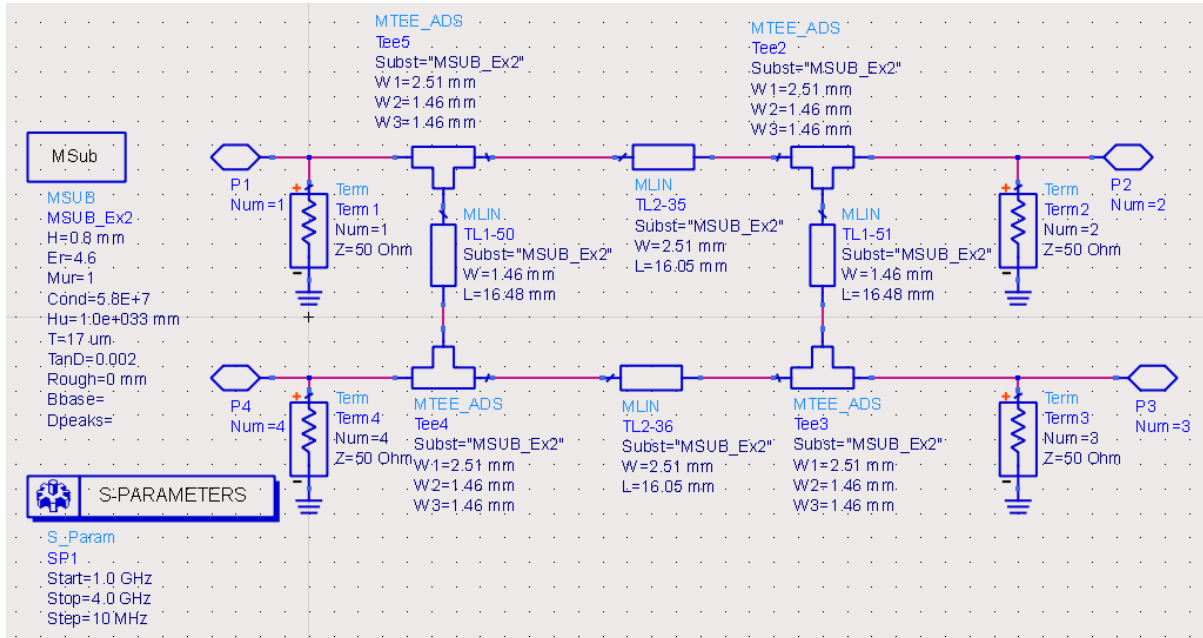 MTEE_ADS
Tee5
Subst="MSUB_Ex2"
W1=2.51 mm
W2=1.46 mm
W3=1.46 mm
MTEE_ADS
Tee2
Subst="MSUB_Ex2"
W1=2.51 mm
W2=1.46 mm
W3=1.46 mm
MSub
MSUB
MSUB_Ex2
H=0.8 mm
Er=4.6
Mur=1
Cond=5.8E+7
Hu=1.0e+033 mm
T=17 um
TanD=0.002
Rough=0 mm
Bbase=
Dpeaks=
P1
Num=1
+
-
Term
Term1
Num=1
Z=50 Ohm
MLIN
TL1-50
Subst="MSUB_Ex2"
W=1.46 mm
L=16.48 mm
MLIN
TL2-35
Subst="MSUB_Ex2"
W=2.51 mm
L=16.05 mm
MLIN
TL1-51
Subst="MSUB_Ex2"
W=1.46 mm
L=16.48 mm
+
-
Term
Term2
Num=2
Z=50 Ohm
P2
Num=2
P4
Num=4
+
-
Term
Term4
Num=4
Z=50 Ohm
MTEE_ADS
Tee4
Subst="MSUB_Ex2"
W1=2.51 mm
W2=1.46 mm
W3=1.46 mm
MLIN
TL2-36
Subst="MSUB_Ex2"
W=2.51 mm
L=16.05 mm
MTEE_ADS
Tee3
Subst="MSUB_Ex2"
W1=2.51 mm
W2=1.46 mm
W3=1.46 mm
+
-
Term
Term3
Num=3
Z=50 Ohm
P3
Num=3
S-PARAMETERS
S_Param
SP1
Start=1.0 GHz
Stop=4.0 GHz
Step=10 MHz